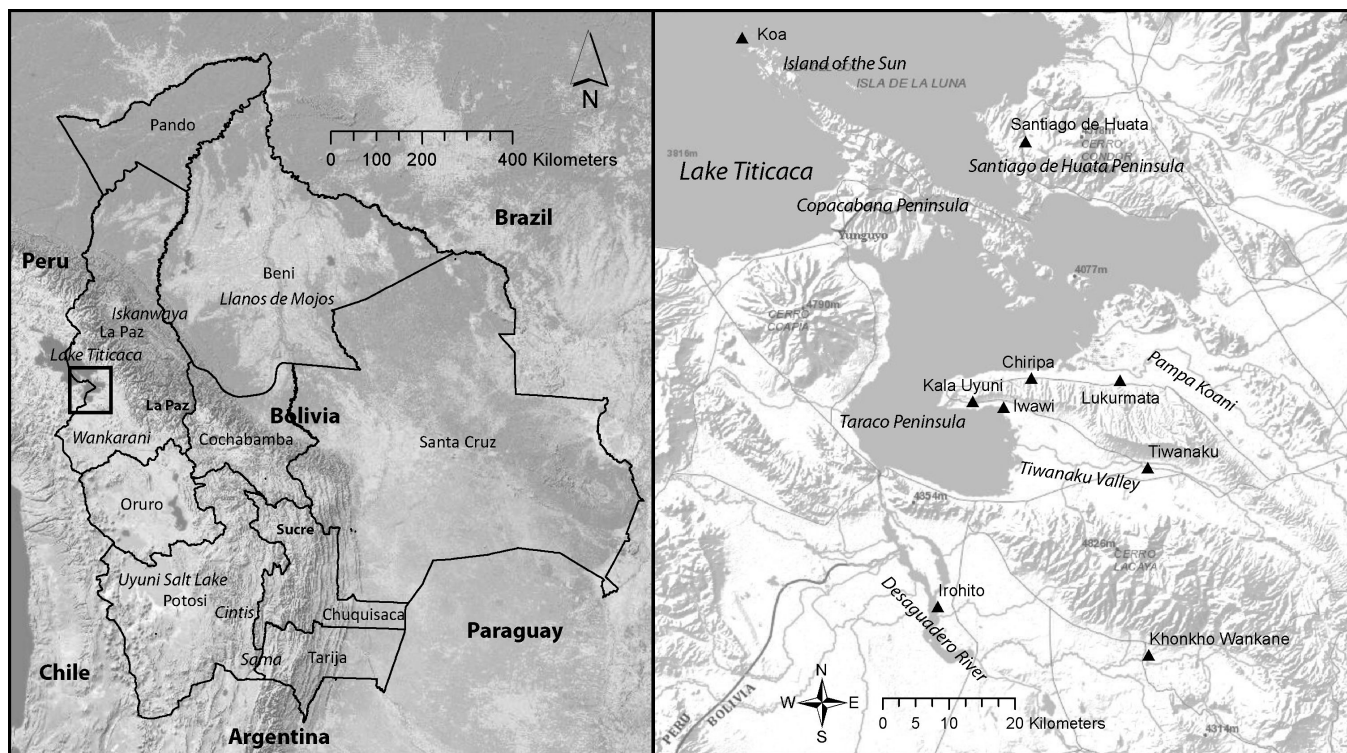 N
0 100 200 400 Kilometers
Pando
Brazil
Peru
Beni
Llanos de Mojos
Iskanwaya
La Paz
Lake Titicaca
La Paz
Bolivia
Wankarani
Cochabamba
Santa Cruz
Oruro
Sucre
Uyuni Salt Lake
Potosi
Cintis
Chuquisaca
Paraguay
Sama
Tarija
Chile
Argentina
Koa
Island of the Sun
ISLA DE LA LUNA
Santiago de Huata
3816m
CERRO
CONDOR
Lake Titicaca
Santiago de Huata Peninsula
Copacabana Peninsula
Yunguyo
4077m
4790m
CERRO
CCAPIA
Chiripa
Pampa Koani
Kala Uyuni
Lukurmata
Iwawi
Taraco Peninsula
Tiwanaku
Tiwanaku Valley
4354m
4826m
CERRO
LACAYA
Irohito
Desaguadero River
Khonkho Wankane
N
W E
S
PERU
BOLIVIA
0 5 10 20 Kilometers
4314m